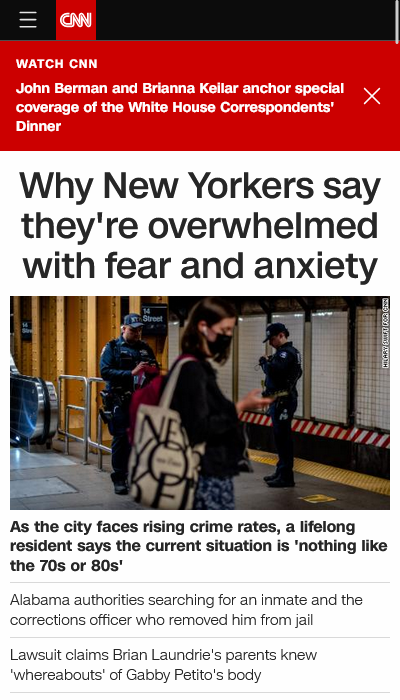 CNN
WATCH CNN
John Berman and Brianna Keilar anchor special
coverage of the White House Correspondents'
Dinner
Why New Yorkers say
they're overwhelmed
with fear and anxiety
14
Street
14
Street
HILARY SWIFT FOR CNN
As the city faces rising crime rates, a lifelong
resident says the current situation is 'nothing like
the 70s or 80s'
Alabama authorities searching for an inmate and the
corrections officer who removed him from jail
Lawsuit claims Brian Laundrie's parents knew
'whereabouts' of Gabby Petito's body